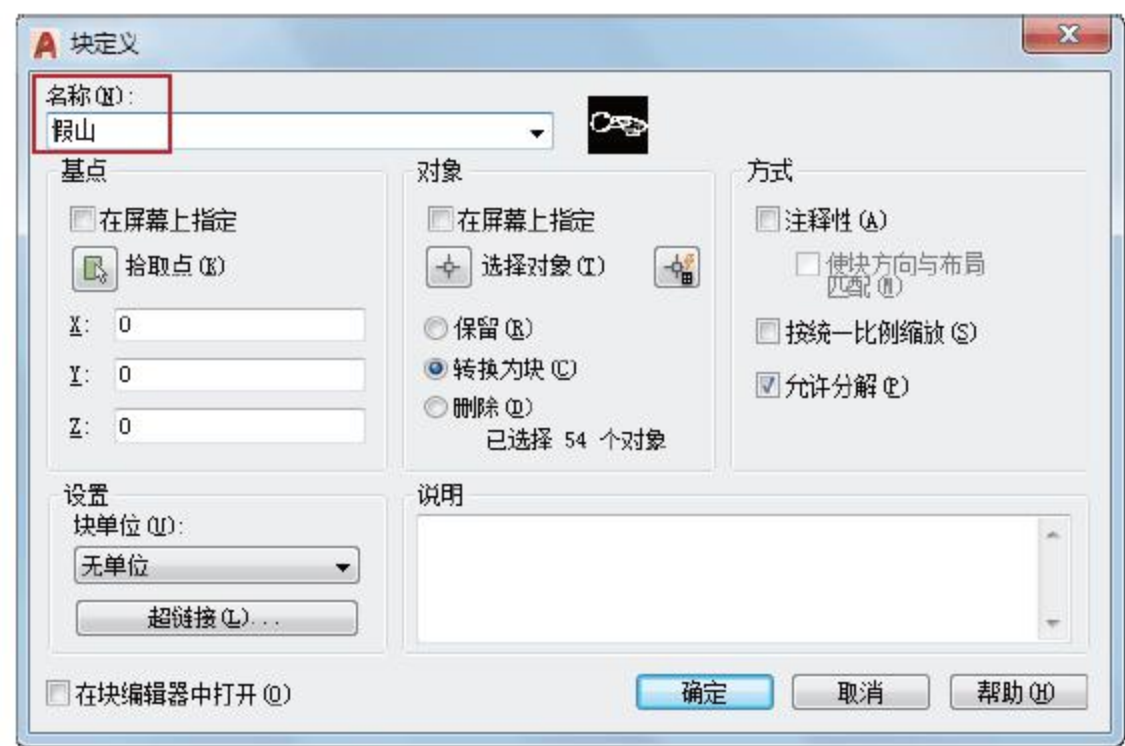 块定义
名称(N):
假山
基点
在屏幕上指定
拾取点(K)
X: 0
Y: 0
Z: 0
对象
在屏幕上指定
选择对象(T)
保留(R)
转换为块(C)
删除(D)
已选择 54 个对象
方式
注释性(A)
使块方向与布局
匹配(M)
按统一比例缩放(S)
允许分解(P)
设置
块单位(U):
无单位
超链接(L)...
说明
在块编辑器中打开(O)
确定
取消
帮助(H)